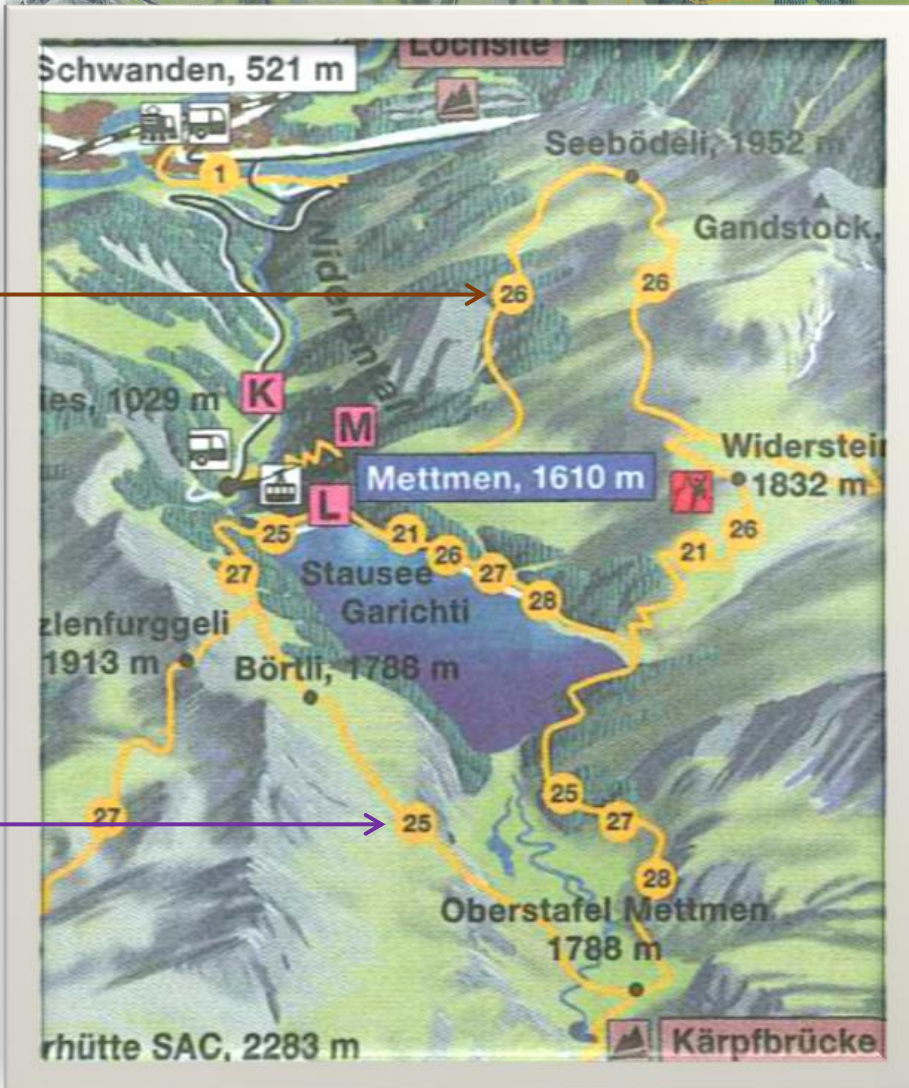 Lochsite
Schwanden, 521 m
1
Seebödeli, 1952 m
Gandstock,
26
26
ies, 1029 m
K
M
L
Mettmen, 1610 m
Widerstein
1832 m
25
21
26
27
28
21
26
27
Stausee
Garichti
zlenfurggeli
1913 m
Börtli, 1788 m
27
25
25
27
28
Oberstafel Mettmen
1788 m
rhütte SAC, 2283 m
Kärpfbrücke